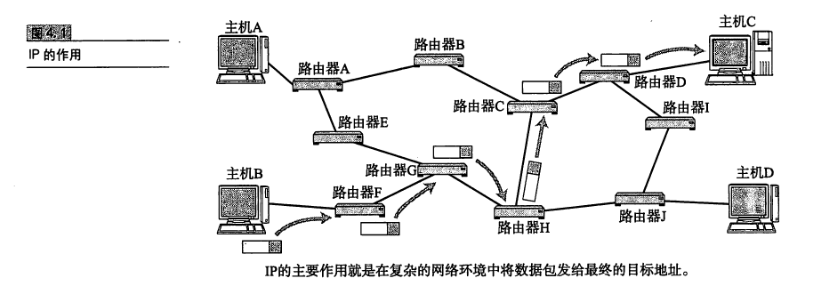 图4.1
IP的作用
主机A
路由器A
路由器B
主机C
路由器D
路由器C
路由器I
路由器E
路由器G
主机B
路由器F
路由器H
路由器J
主机D
IP的主要作用就是在复杂的网络环境中将数据包发给最终的目标地址。